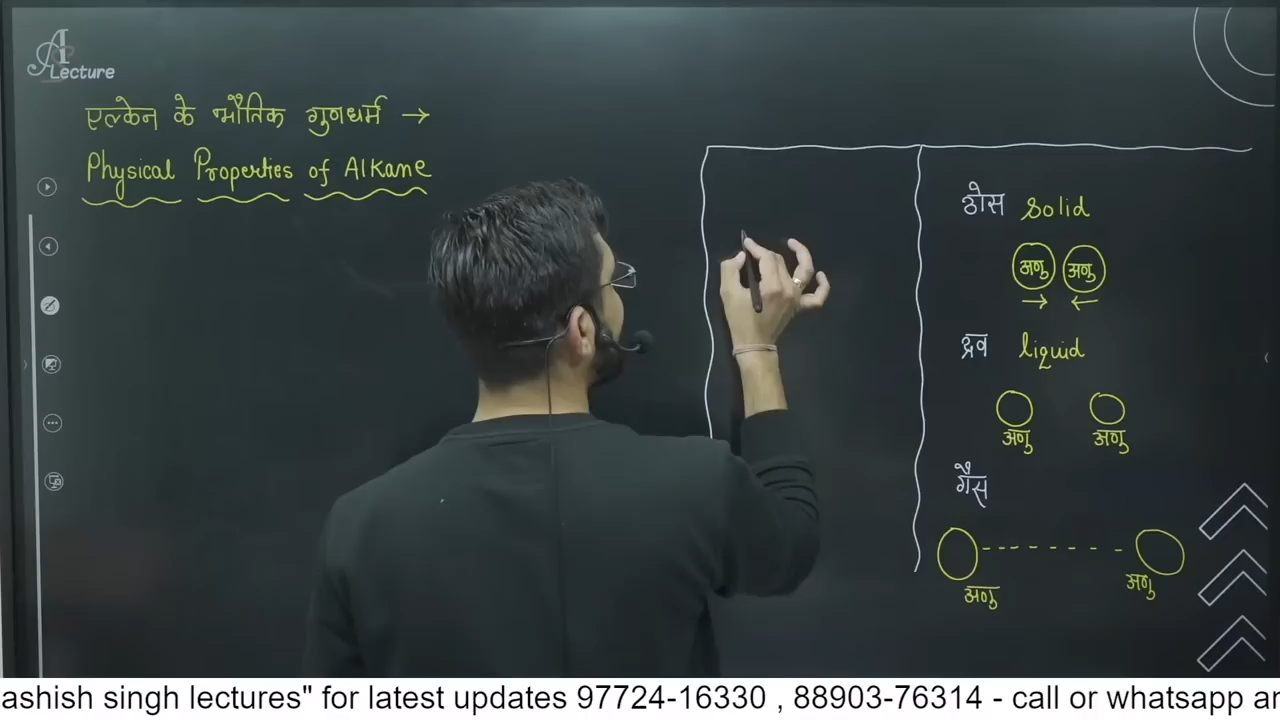 A Lecture
एल्केन के भौतिक गुणधर्म →
Physical Properties of Alkane
ठोस Solid
अणु अणु
→ ←
द्रव liquid
अणु अणु
गैस
अणु अणु
ashish singh lectures" for latest updates 97724-16330 , 88903-76314 - call or whatsapp an